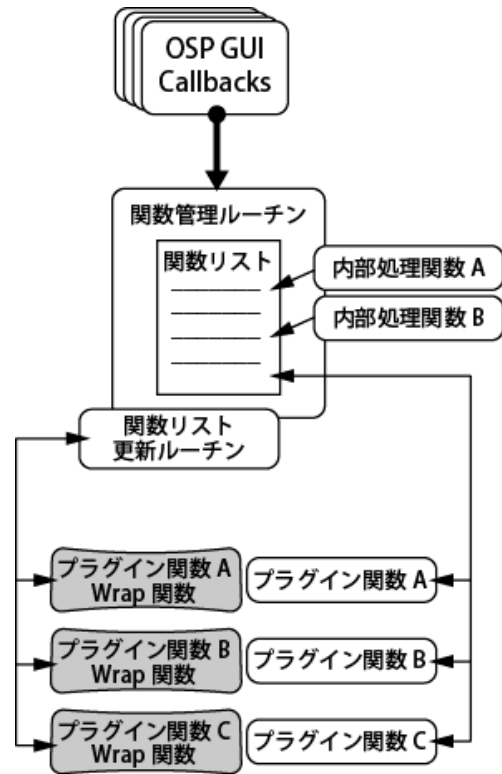 OSP GUI
Callbacks
関数管理ルーチン
関数リスト
内部処理関数 A
内部処理関数 B
関数リスト
更新ルーチン
プラグイン関数 A
Wrap 関数
プラグイン関数 A
プラグイン関数 B
Wrap 関数
プラグイン関数 B
プラグイン関数 C
Wrap 関数
プラグイン関数 C